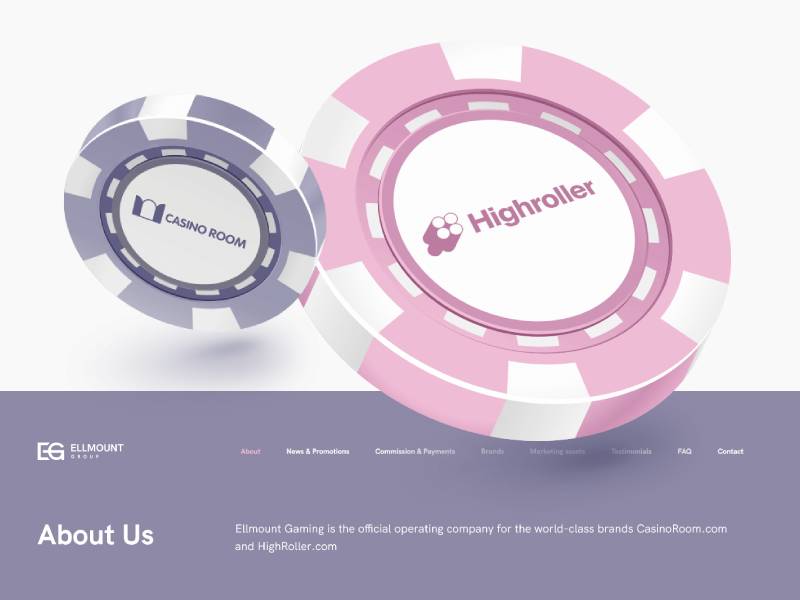 CASINO ROOM
Highroller
ELLMOUNT
GROUP
About News & Promotions Commission & Payments Brands Marketing assets Testimonials FAQ Contact
About Us
Ellmount Gaming is the official operating company for the world-class brands CasinoRoom.com
and HighRoller.com